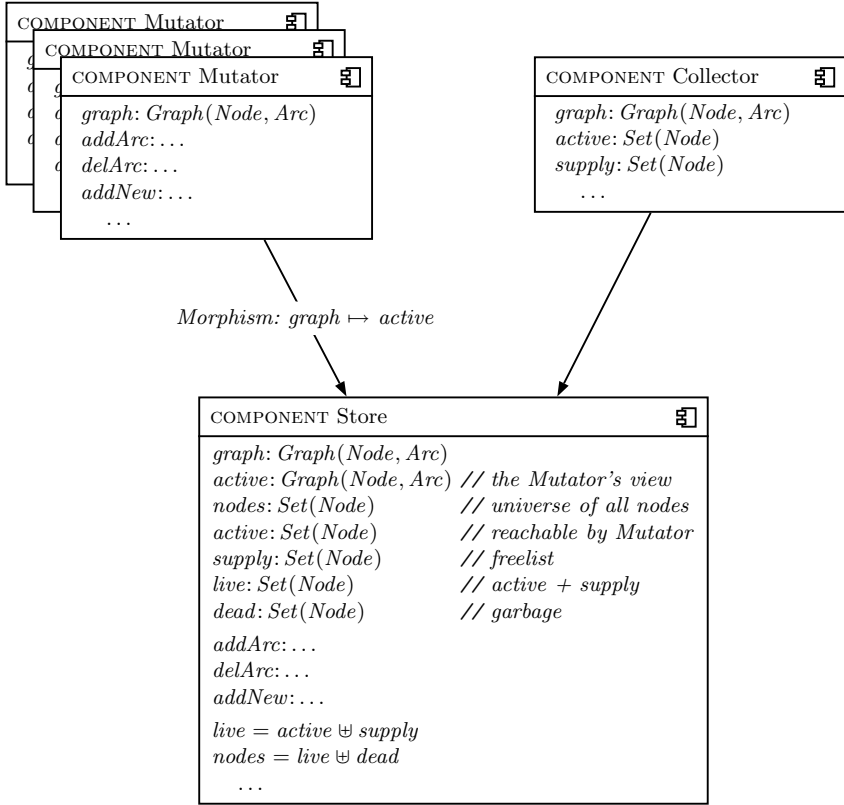 COMPONENT Mutator
COMPONENT Mutator
COMPONENT Mutator
graph: Graph(Node, Arc)
addArc: ...
delArc: ...
addNew: ...
...
COMPONENT Collector
graph: Graph(Node, Arc)
active: Set(Node)
supply: Set(Node)
...
Morphism: graph ↦ active
COMPONENT Store
graph: Graph(Node, Arc)
active: Graph(Node, Arc) // the Mutator's view
nodes: Set(Node) // universe of all nodes
active: Set(Node) // reachable by Mutator
supply: Set(Node) // freelist
live: Set(Node) // active + supply
dead: Set(Node) // garbage
addArc: ...
delArc: ...
addNew: ...
live = active ⊎ supply
nodes = live ⊎ dead
...